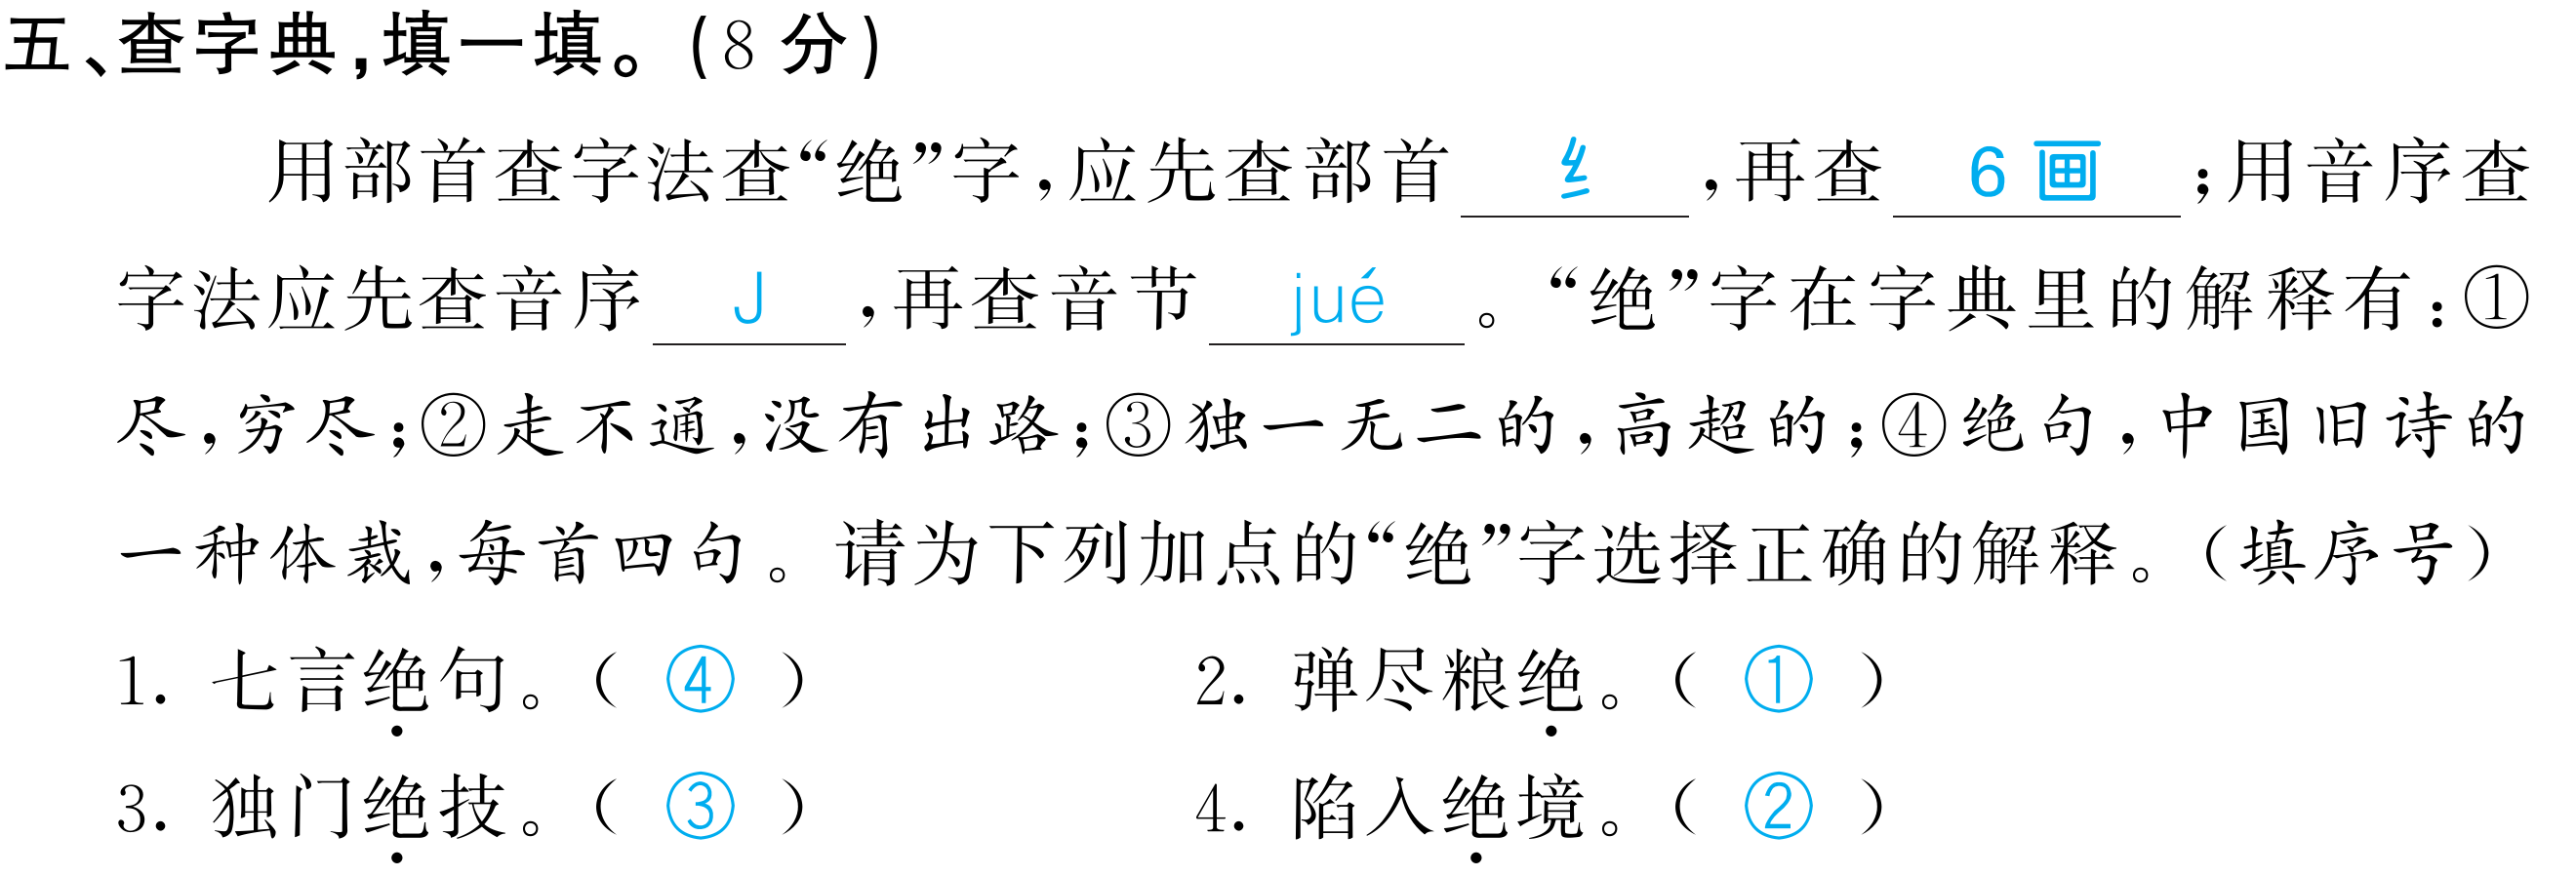 五、查字典,填一填。(8 分)
用部首查字法查“绝”字,应先查部首 纟 ,再查 6 画 ;用音序查
字法应先查音序 J ,再查音节 jué 。“绝”字在字典里的解释有:①
尽,穷尽;②走不通,没有出路;③独一无二的,高超的;④绝句,中国旧诗的
一种体裁,每首四句。请为下列加点的“绝”字选择正确的解释。(填序号)
1. 七言绝句。( ④ ) 2. 弹尽粮绝。( ① )
3. 独门绝技。( ③ ) 4. 陷入绝境。( ② )